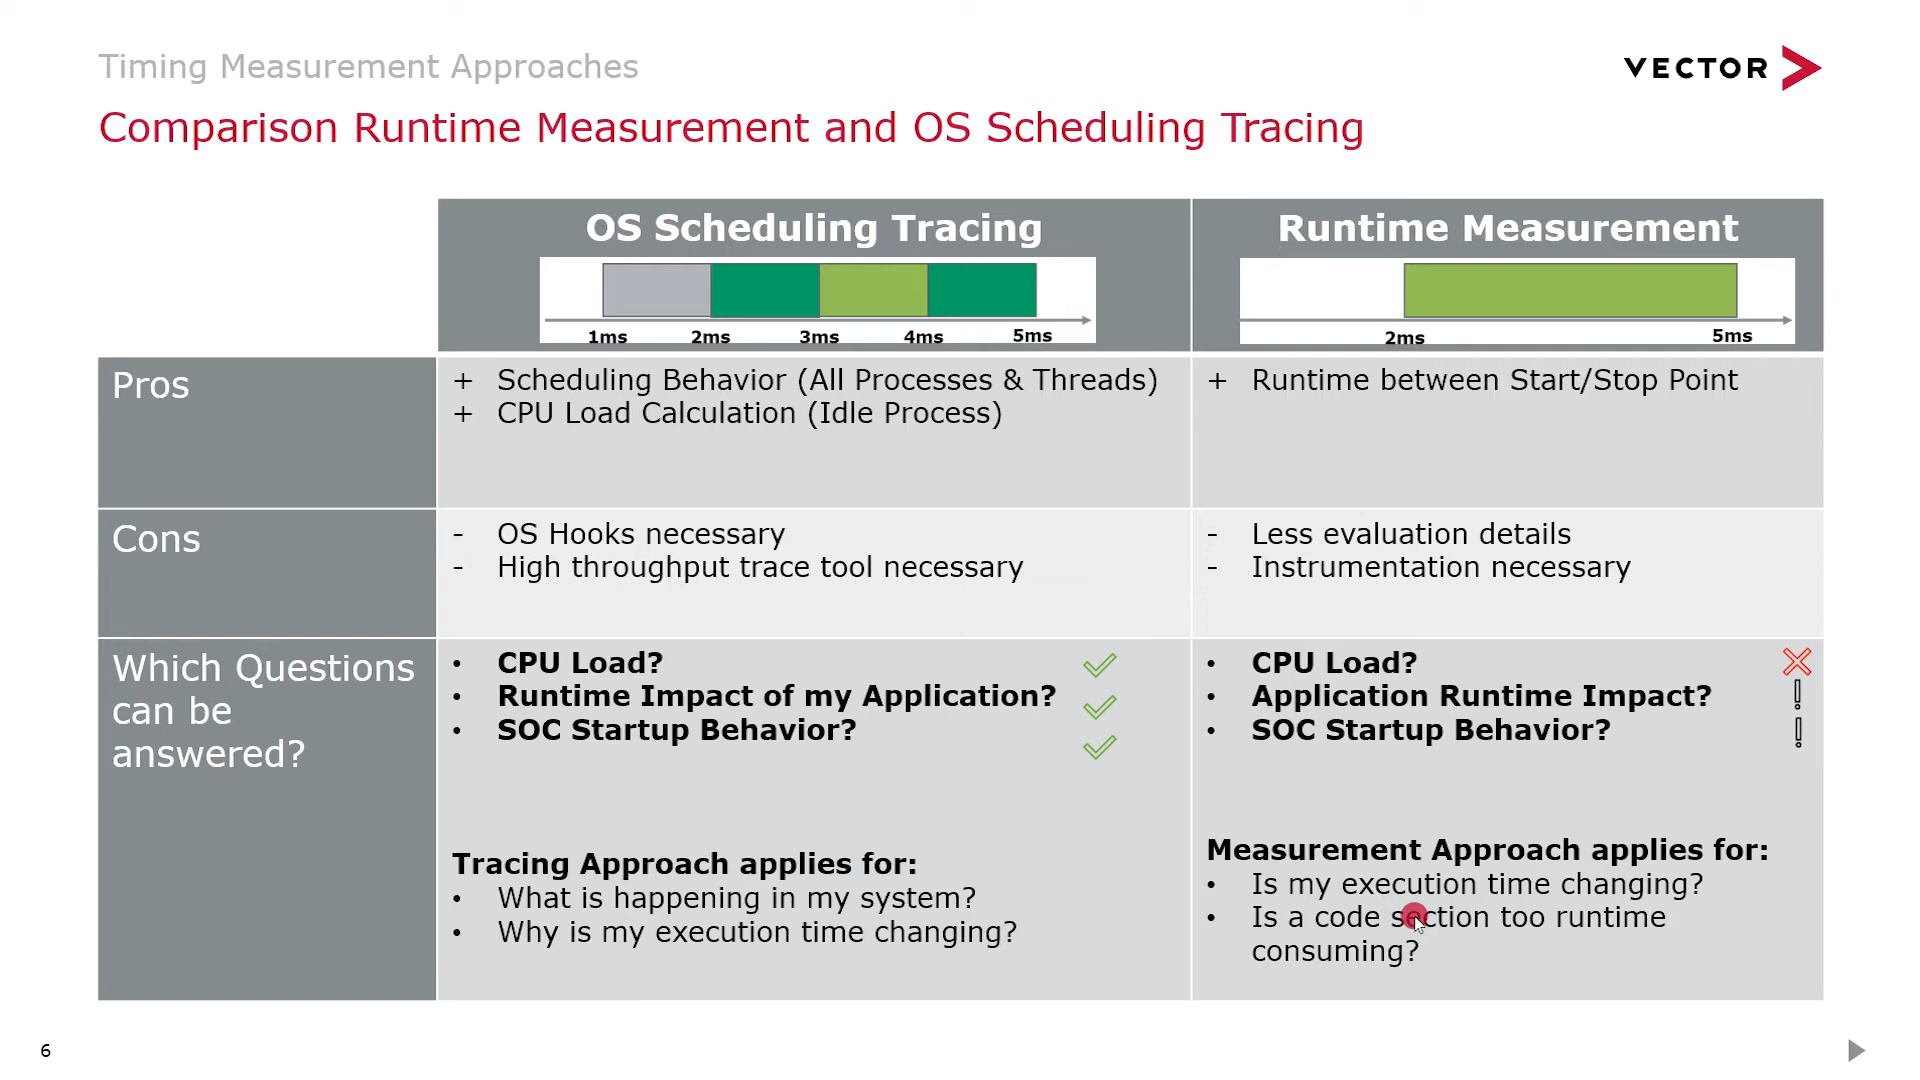 Timing Measurement Approaches
VECTOR
Comparison Runtime Measurement and OS Scheduling Tracing
OS Scheduling Tracing
1ms 2ms 3ms 4ms 5ms
Runtime Measurement
2ms 5ms
Pros
+ Scheduling Behavior (All Processes & Threads)
+ CPU Load Calculation (Idle Process)
+ Runtime between Start/Stop Point
Cons
- OS Hooks necessary
- High throughput trace tool necessary
- Less evaluation details
- Instrumentation necessary
Which Questions
can be
answered?
• CPU Load?
• Runtime Impact of my Application?
• SOC Startup Behavior?
Tracing Approach applies for:
• What is happening in my system?
• Why is my execution time changing?
• CPU Load?
• Application Runtime Impact?
• SOC Startup Behavior?
Measurement Approach applies for:
• Is my execution time changing?
• Is a code section too runtime
consuming?
6